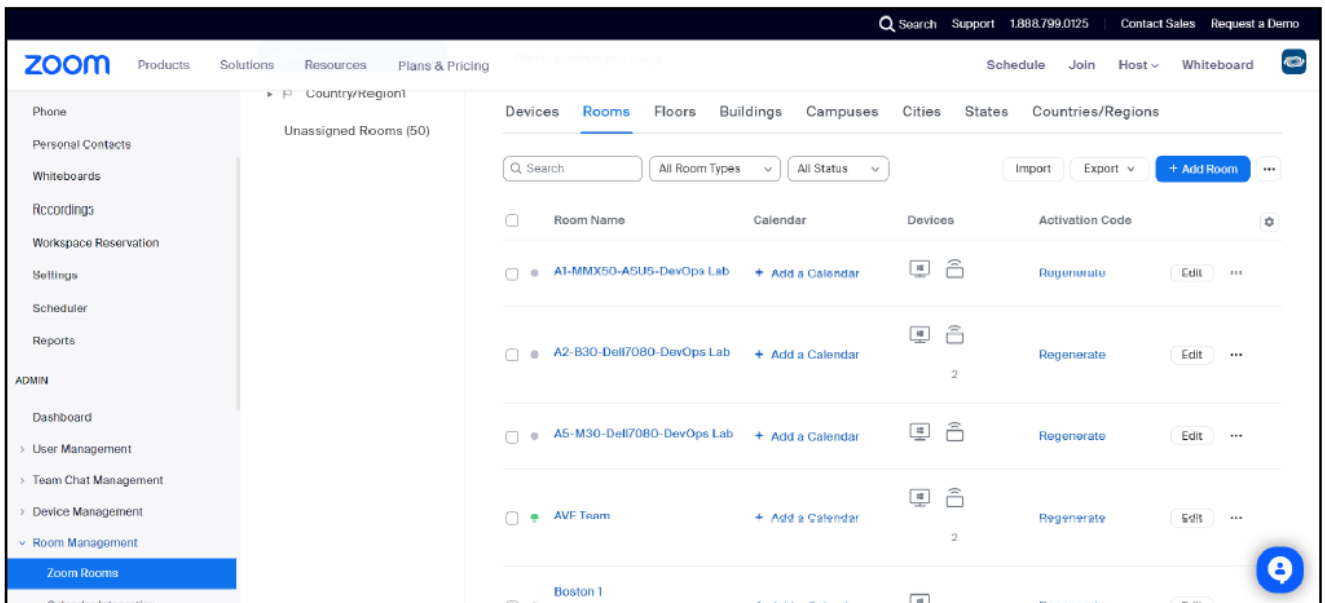 Search Support 1.888.799.0125 Contact Sales Request a Demo
zoom Products Solutions Resources Plans & Pricing Schedule Join Host Whiteboard
Phone
Personal Contacts
Whiteboards
Recordings
Workspace Reservation
Settings
Scheduler
Reports
ADMIN
Dashboard
User Management
Team Chat Management
Device Management
Room Management
Zoom Rooms
Country/Region1
Unassigned Rooms (50)
Devices Rooms Floors Buildings Campuses Cities States Countries/Regions
Search All Room Types All Status Import Export + Add Room ...
Room Name Calendar Devices Activation Code
A1-MMX50-ASUS-DevOps Lab + Add a Calendar Regenerate Edit ...
A2-B30-Dell7080-DevOps Lab + Add a Calendar Regenerate Edit ...
2
A5-M30-Dell7080-DevOps Lab + Add a Calendar Regenerate Edit ...
AVF Team + Add a Calendar Regenerate Edit ...
2
Boston 1